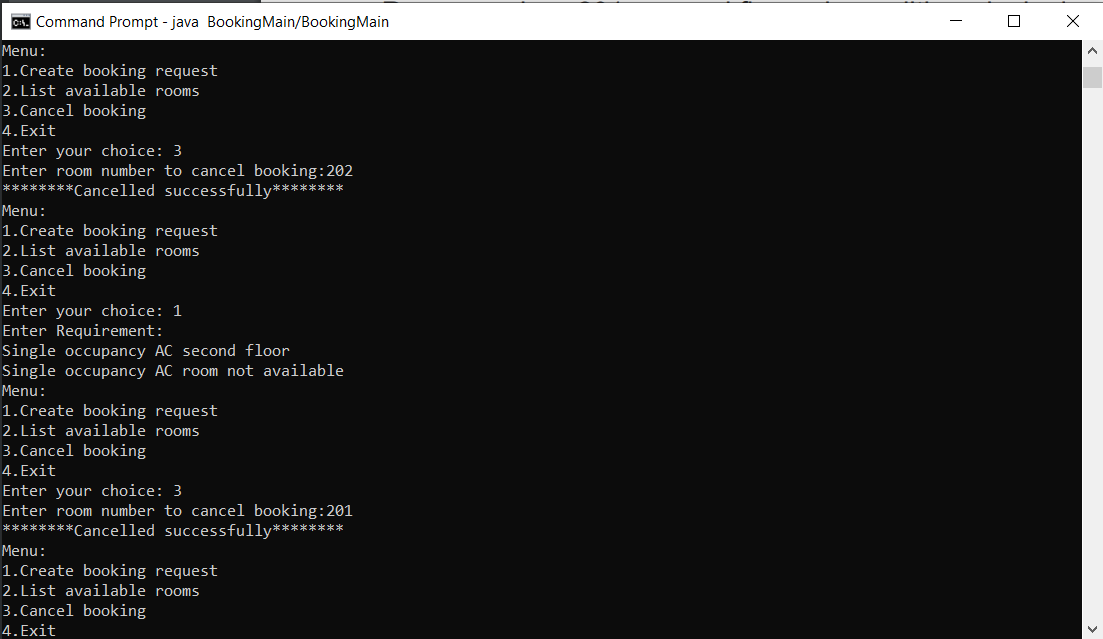 Command Prompt - java  BookingMain/BookingMain
Menu:
1.Create booking request
2.List available rooms
3.Cancel booking
4.Exit
Enter your choice: 3
Enter room number to cancel booking:202
********Cancelled successfully********
Menu:
1.Create booking request
2.List available rooms
3.Cancel booking
4.Exit
Enter your choice: 1
Enter Requirement:
Single occupancy AC second floor
Single occupancy AC room not available
Menu:
1.Create booking request
2.List available rooms
3.Cancel booking
4.Exit
Enter your choice: 3
Enter room number to cancel booking:201
********Cancelled successfully********
Menu:
1.Create booking request
2.List available rooms
3.Cancel booking
4.Exit